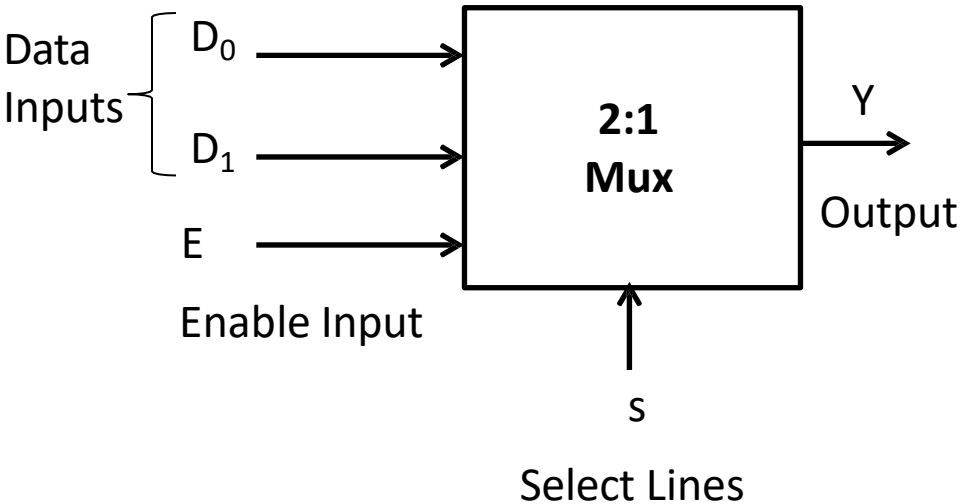 Data
Inputs
D₀
D₁
E
Enable Input
2:1
Mux
Y
Output
s
Select Lines